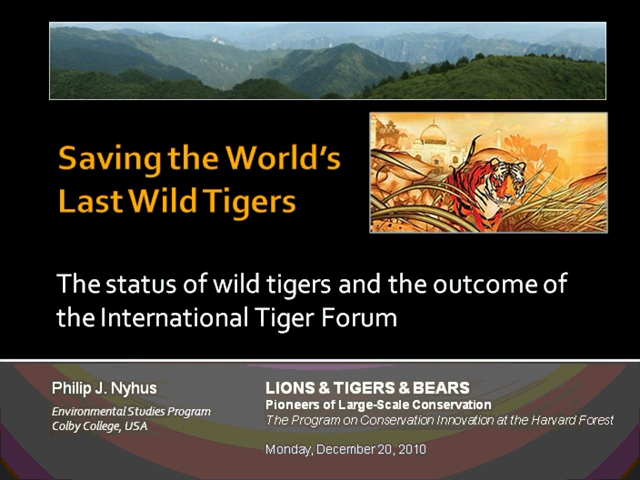 Saving the World's
Last Wild Tigers
The status of wild tigers and the outcome of
the International Tiger Forum
Philip J. Nyhus
Environmental Studies Program
Colby College, USA
LIONS & TIGERS & BEARS
Pioneers of Large-Scale Conservation
The Program on Conservation Innovation at the Harvard Forest
Monday, December 20, 2010